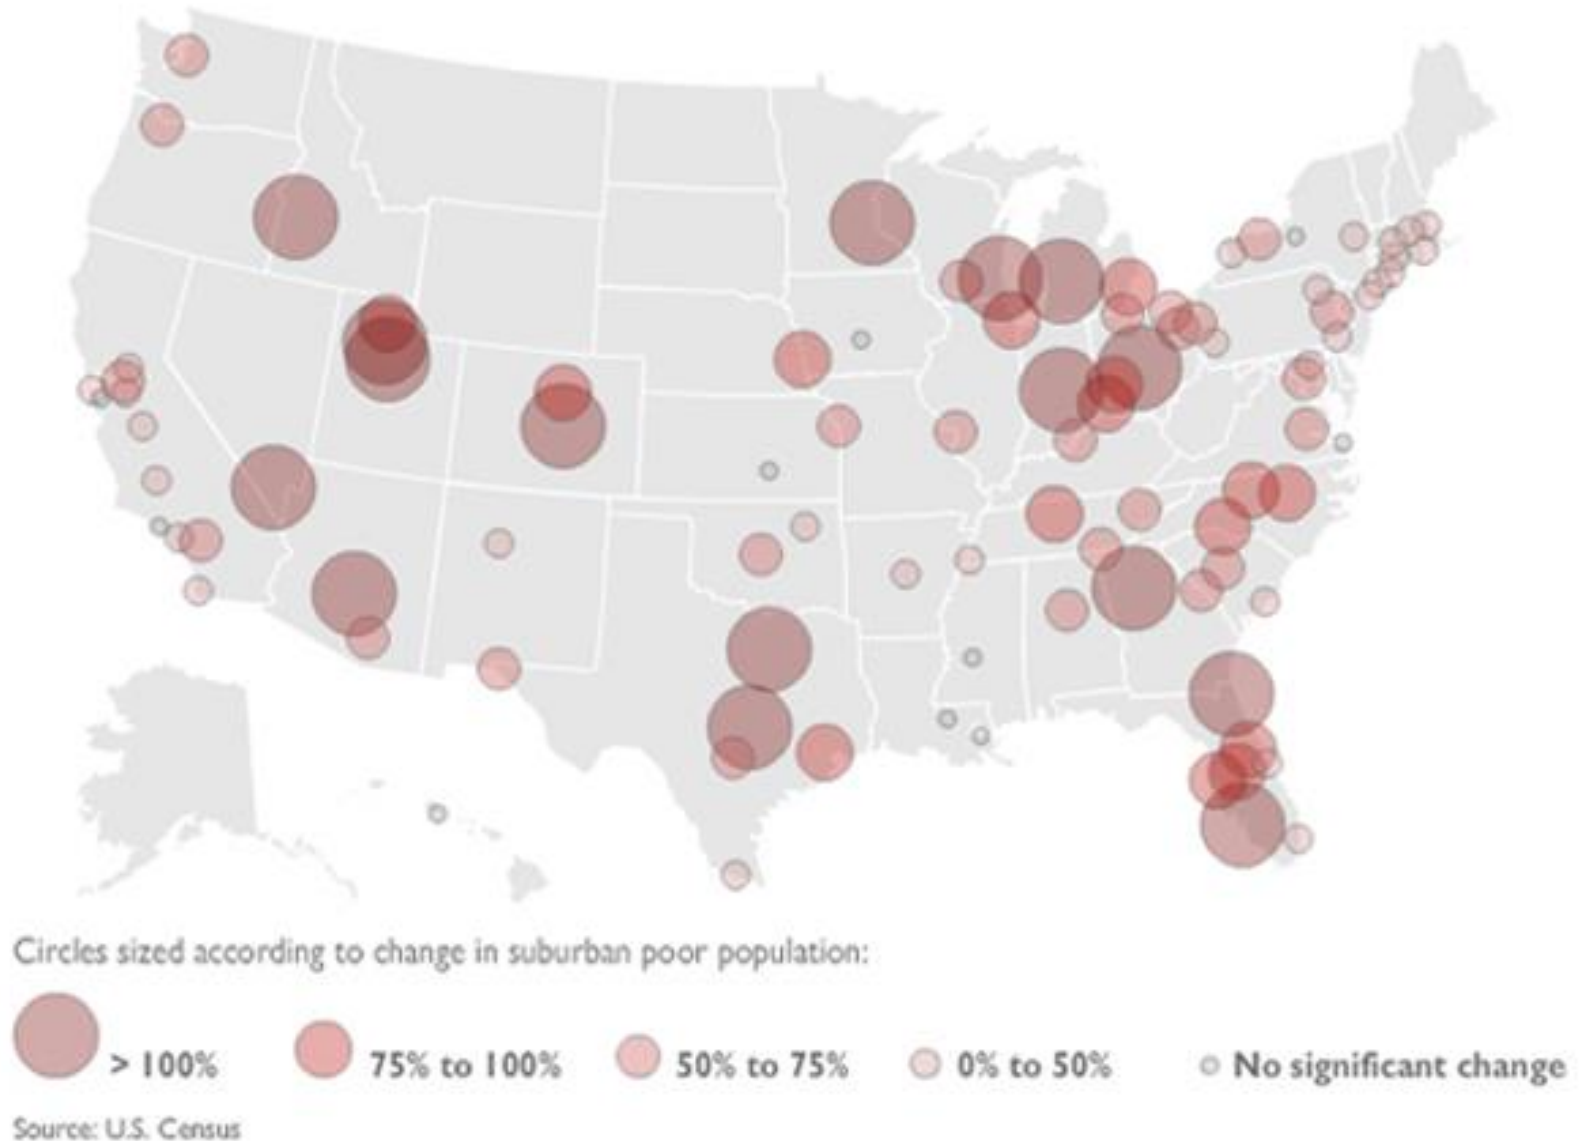 Circles sized according to change in suburban poor population:
> 100% 75% to 100% 50% to 75% 0% to 50% No significant change
Source: U.S. Census